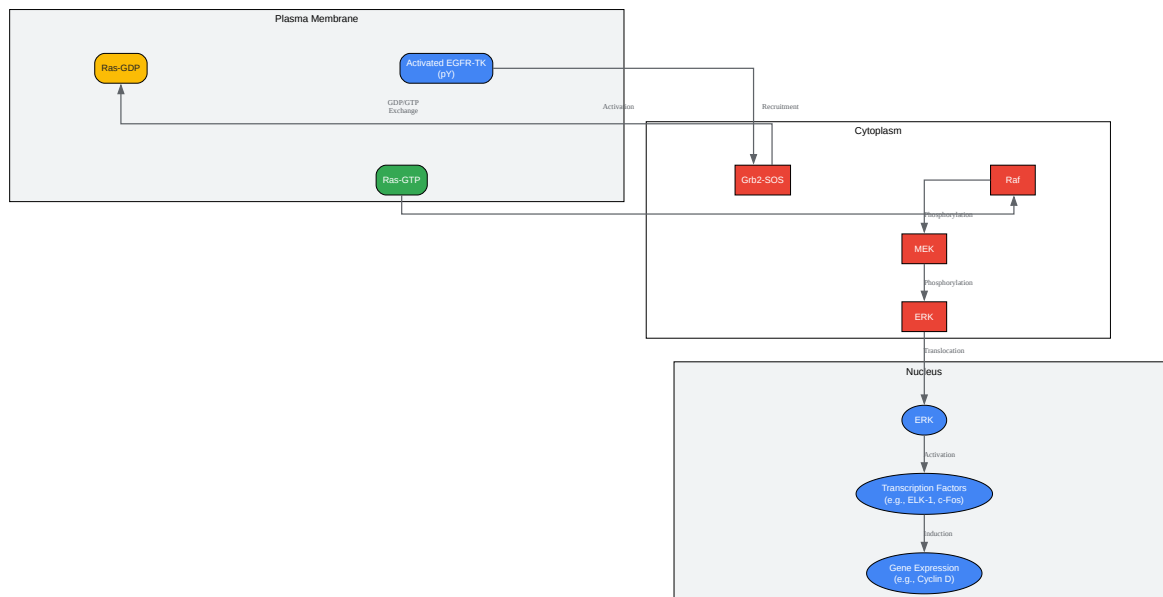 Plasma Membrane
Ras-GDP
Activated EGFR-TK
(pY)
GDP/GTP
Exchange
Activation
Recruitment
Cytoplasm
Ras-GTP
Grb2-SOS
Raf
Phosphorylation
MEK
Phosphorylation
ERK
Translocation
Nucleus
ERK
Activation
Transcription Factors
(e.g., ELK-1, c-Fos)
Induction
Gene Expression
(e.g., Cyclin D)